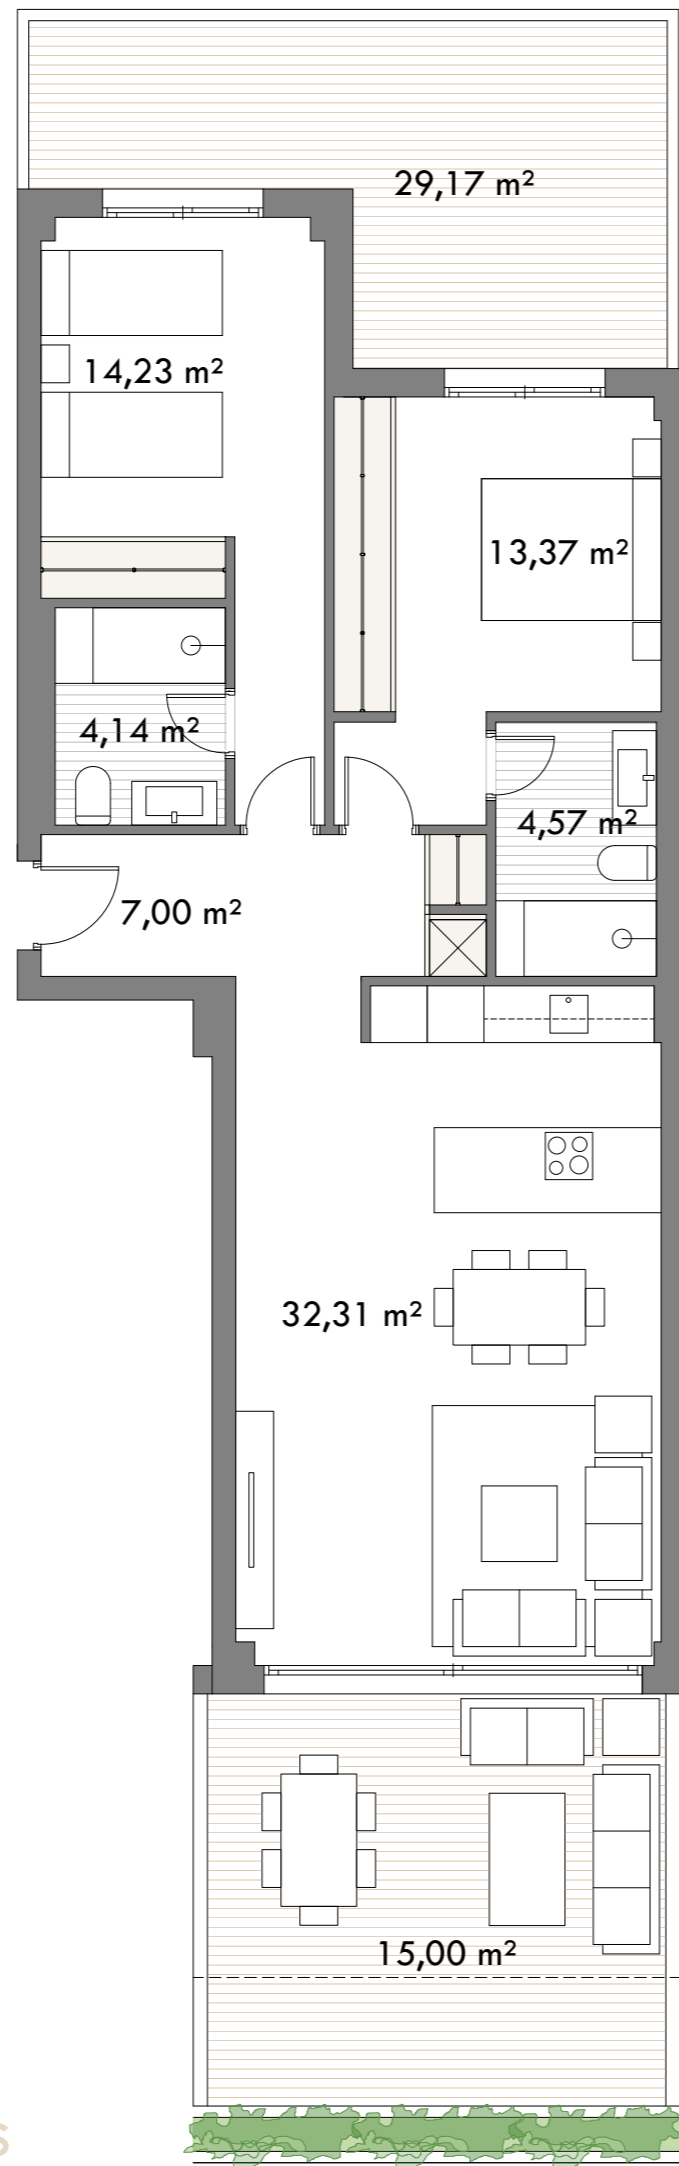 29,17 m²
14,23 m²
13,37 m²
4,14 m²
4,57 m²
7,00 m²
32,31 m²
15,00 m²
s